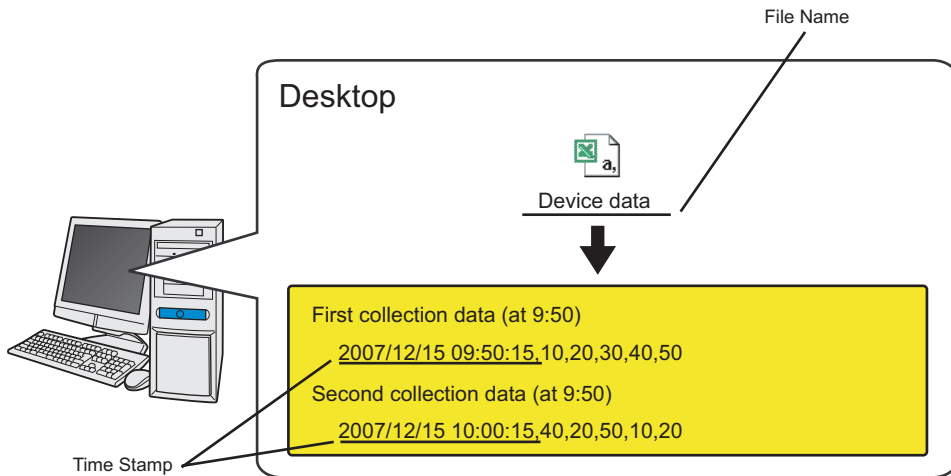 File Name
Desktop
a,
Device data
First collection data (at 9:50)
2007/12/15 09:50:15,10,20,30,40,50
Second collection data (at 9:50)
2007/12/15 10:00:15,40,20,50,10,20
Time Stamp